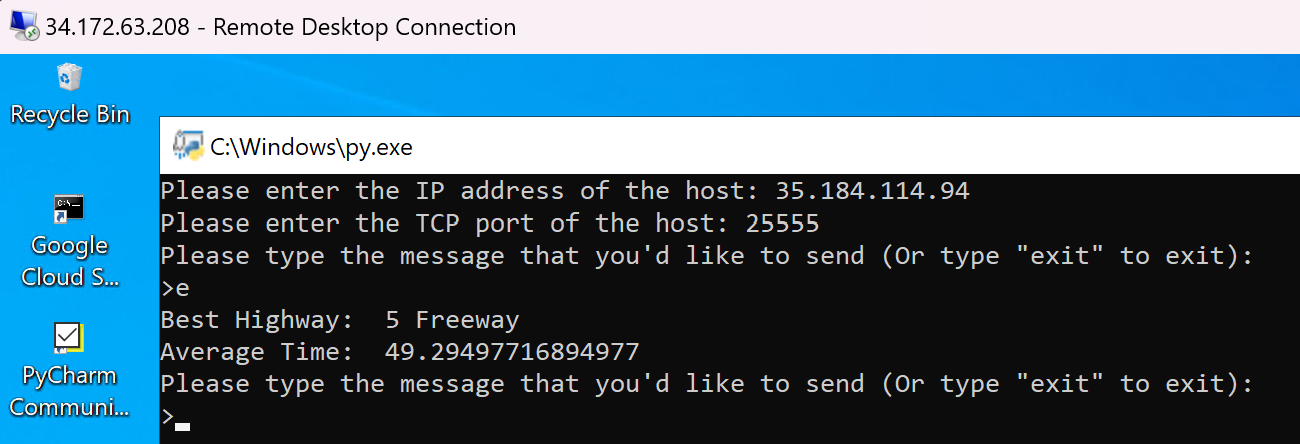 34.172.63.208 - Remote Desktop Connection
Recycle Bin
C:\Windows\py.exe
Please enter the IP address of the host: 35.184.114.94
Please enter the TCP port of the host: 25555
Please type the message that you'd like to send (Or type "exit" to exit):
>e
Best Highway:  5 Freeway
Average Time:  49.29497716894977
Please type the message that you'd like to send (Or type "exit" to exit):
>
Google
Cloud S...
PyCharm
Communi...